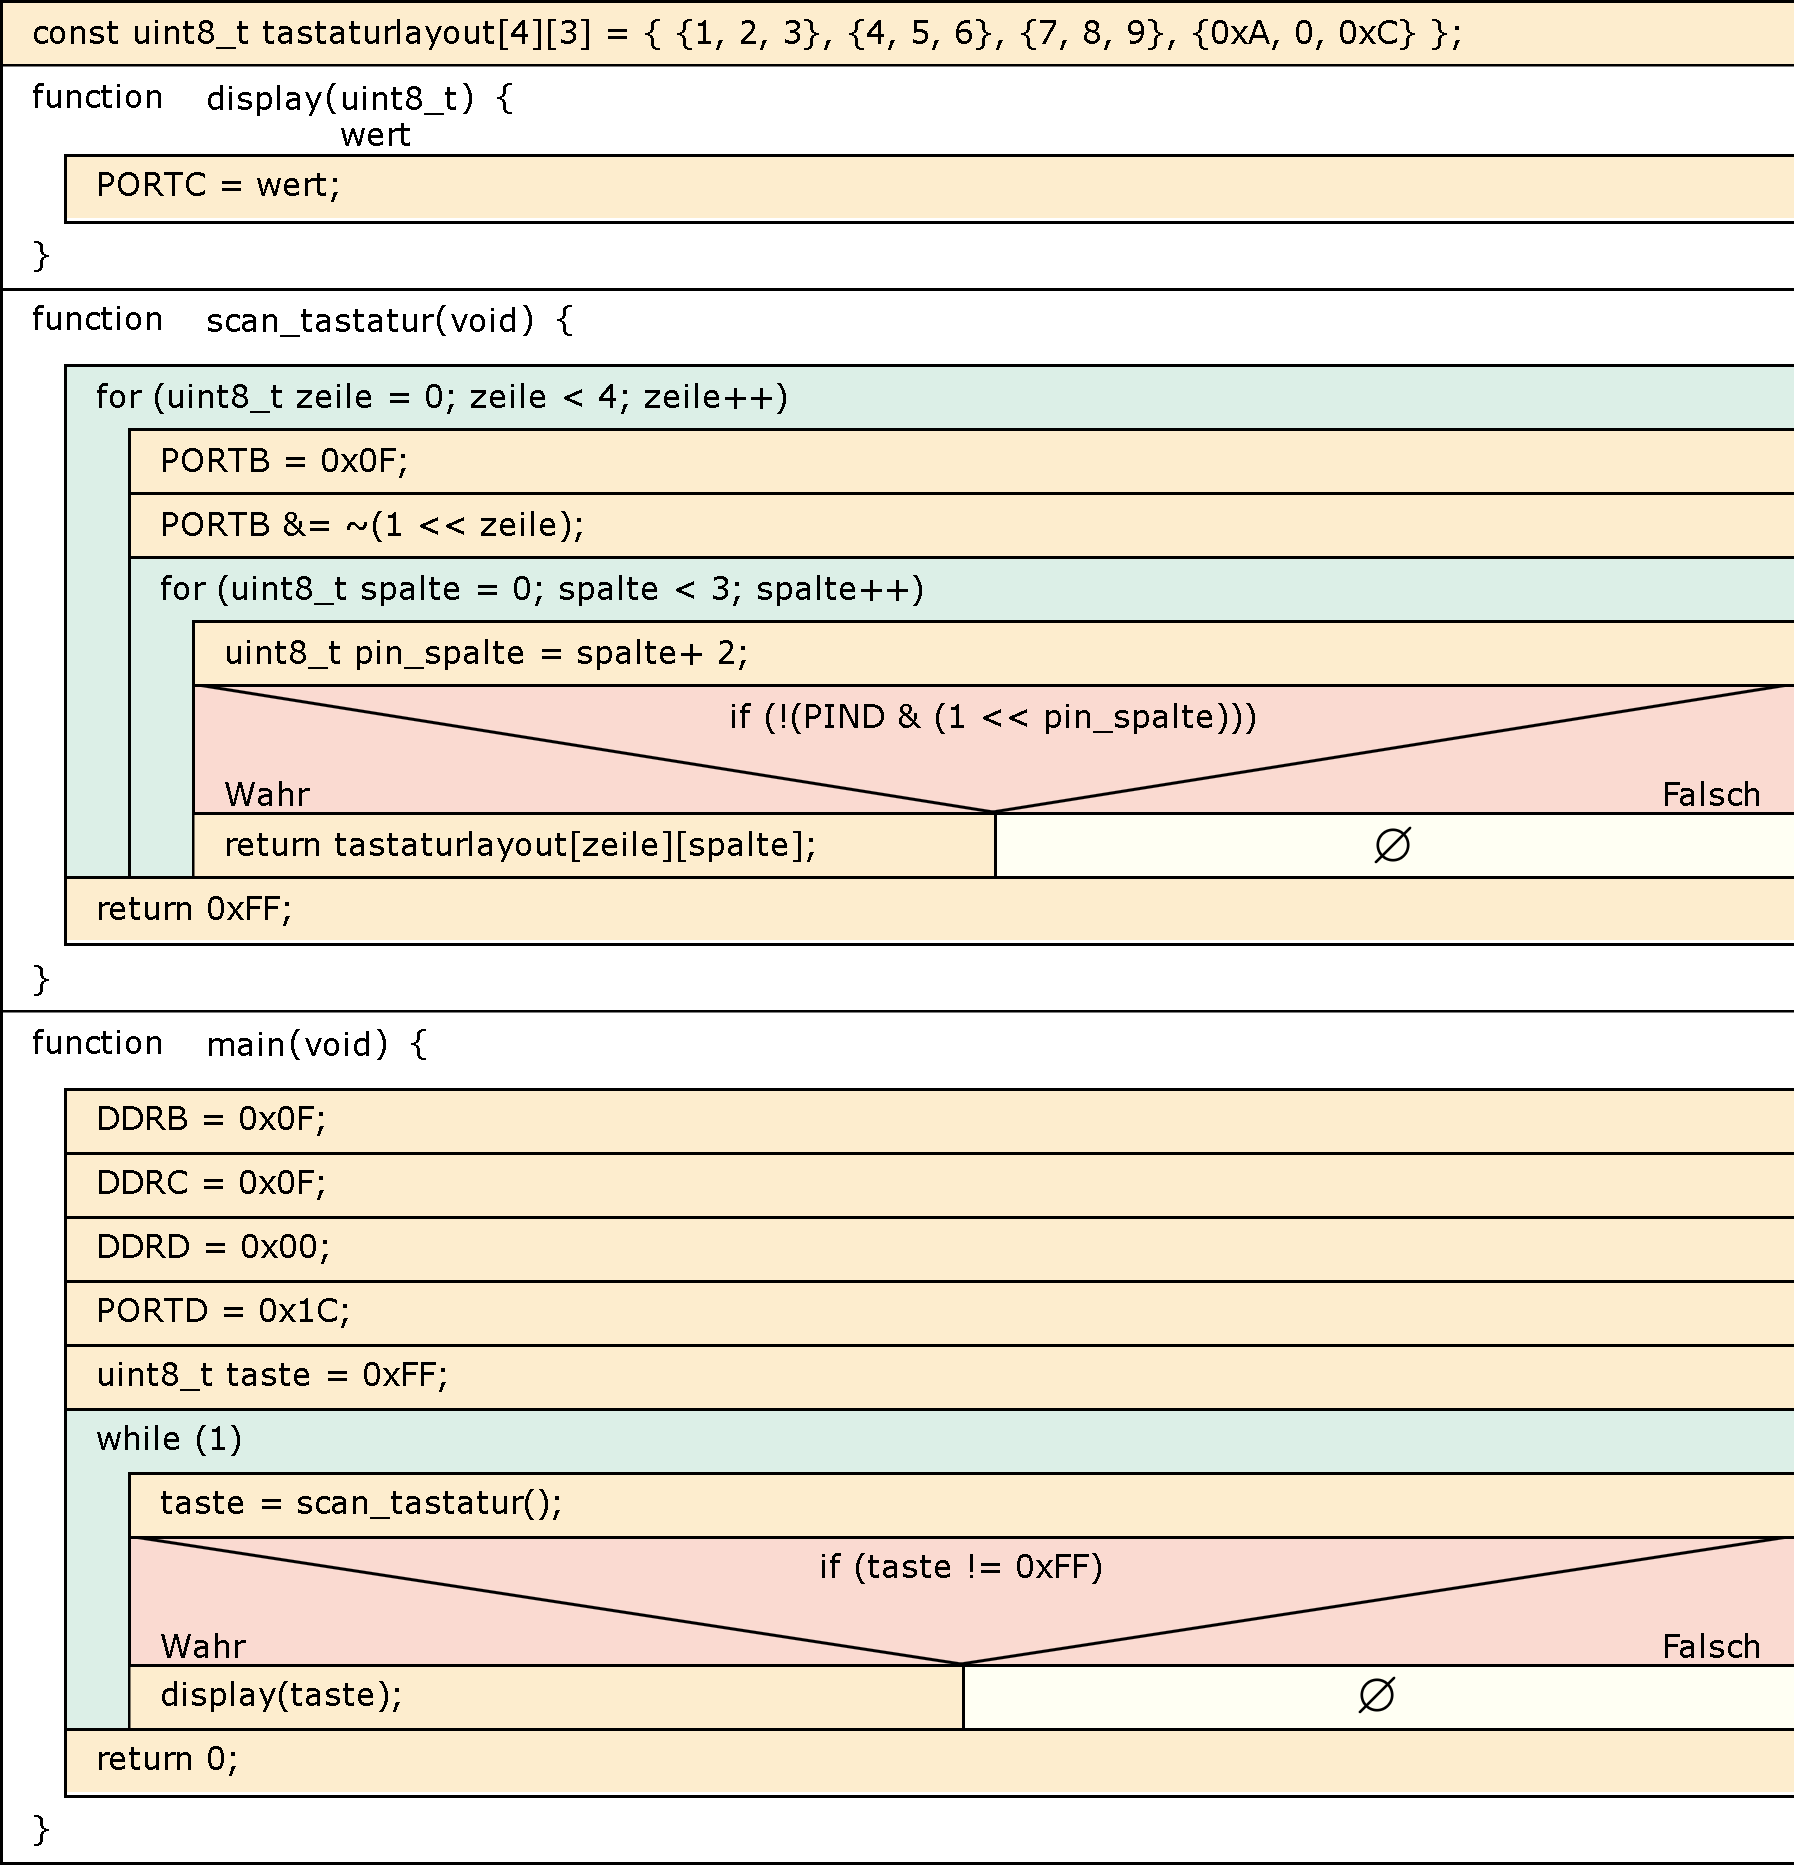 const uint8_t tastaturlayout[4][3] = { {1, 2, 3}, {4, 5, 6}, {7, 8, 9}, {0xA, 0, 0xC} };
function display(uint8_t) {
wert
PORTC = wert;
}
function scan_tastatur(void) {
for (uint8_t zeile = 0; zeile < 4; zeile++)
PORTB = 0x0F;
PORTB &= ~(1 << zeile);
for (uint8_t spalte = 0; spalte < 3; spalte++)
uint8_t pin_spalte = spalte+ 2;
if (!(PIND & (1 << pin_spalte)))
Wahr Falsch
return tastaturlayout[zeile][spalte]; ∅
return 0xFF;
}
function main(void) {
DDRB = 0x0F;
DDRC = 0x0F;
DDRD = 0x00;
PORTD = 0x1C;
uint8_t taste = 0xFF;
while (1)
taste = scan_tastatur();
if (taste != 0xFF)
Wahr Falsch
display(taste); ∅
return 0;
}